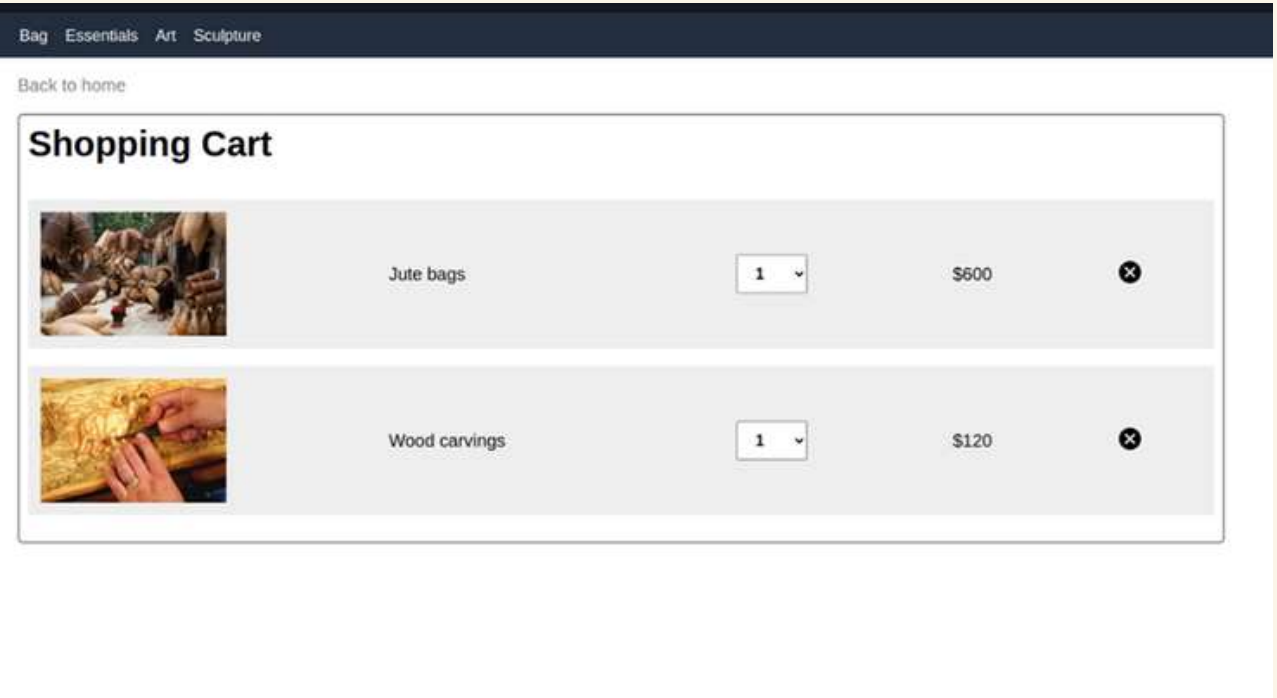 Bag Essentials Art Sculpture
Back to home
Shopping Cart
Jute bags 1 $600
Wood carvings 1 $120